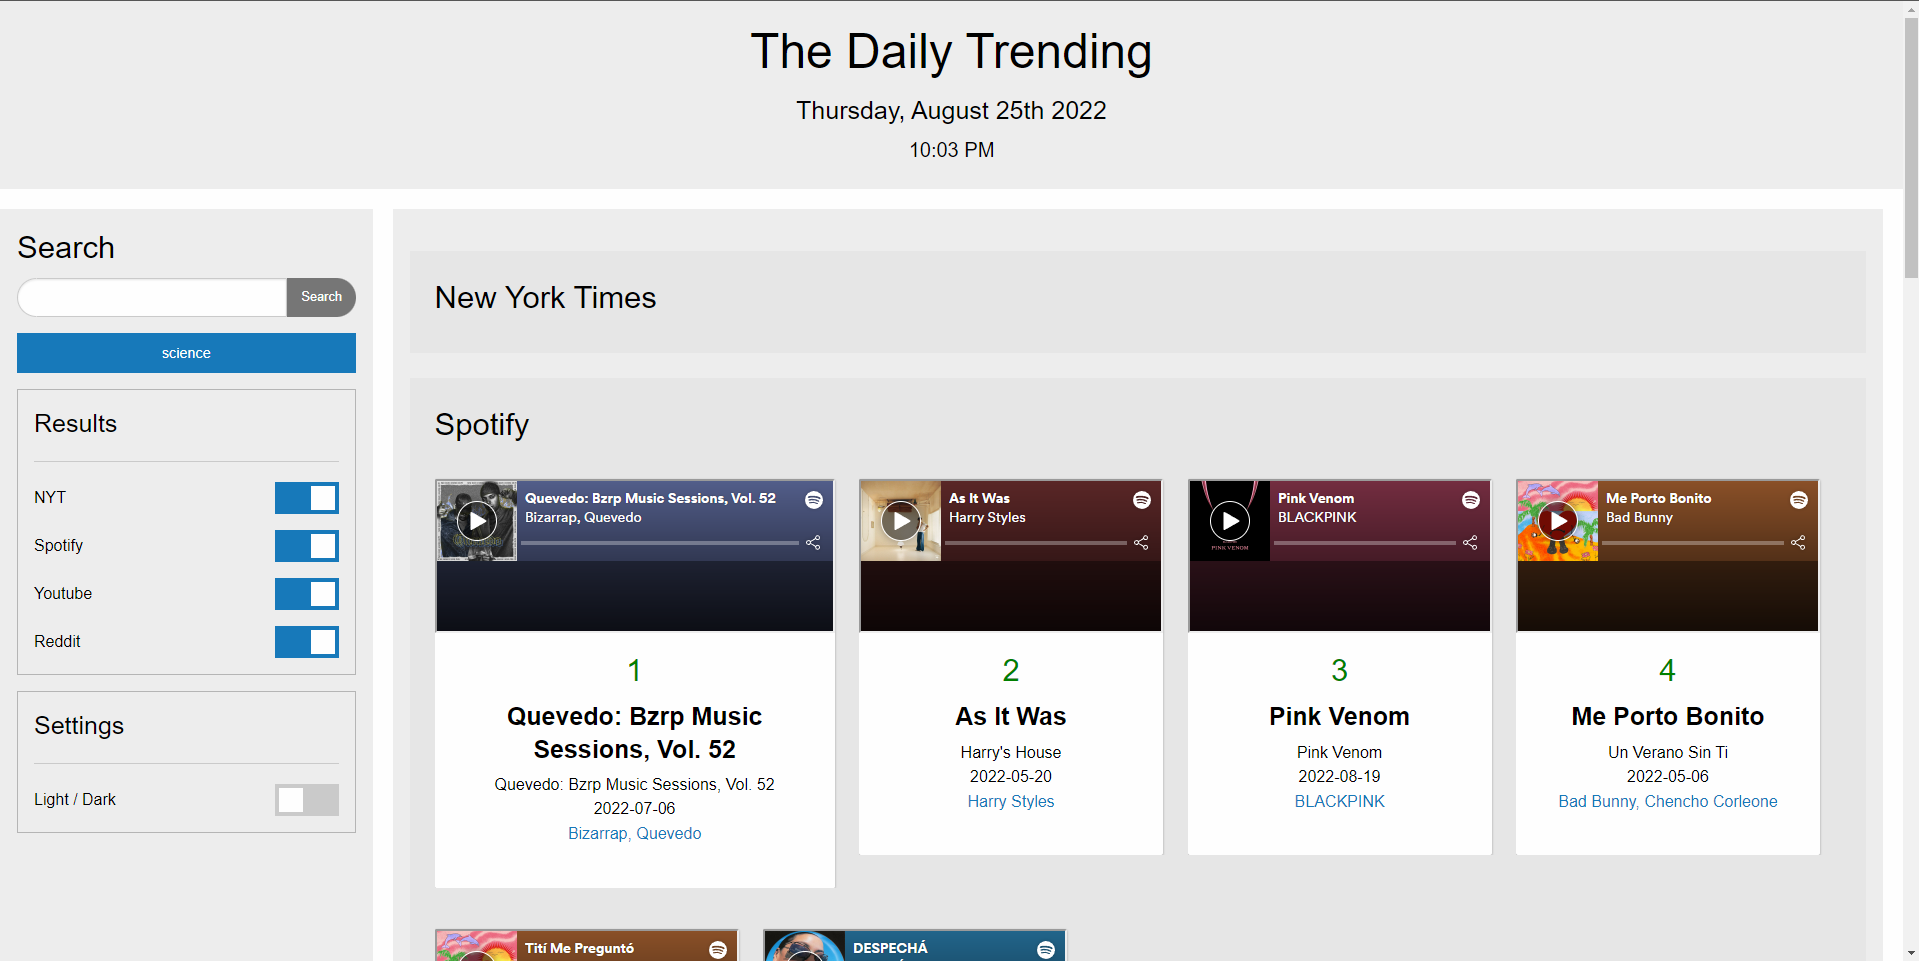 The Daily Trending
Thursday, August 25th 2022
10:03 PM
Search
Search
science
Results
NYT
Spotify
Youtube
Reddit
Settings
Light / Dark
New York Times
Spotify
Quevedo: Bzrp Music Sessions, Vol. 52
Bizarrap, Quevedo
1
Quevedo: Bzrp Music
Sessions, Vol. 52
Quevedo: Bzrp Music Sessions, Vol. 52
2022-07-06
Bizarrap, Quevedo
As It Was
Harry Styles
2
As It Was
Harry's House
2022-05-20
Harry Styles
PINK VENOM
Pink Venom
BLACKPINK
3
Pink Venom
Pink Venom
2022-08-19
BLACKPINK
Me Porto Bonito
Bad Bunny
4
Me Porto Bonito
Un Verano Sin Ti
2022-05-06
Bad Bunny, Chencho Corleone
Tití Me Preguntó
DESPECHÁ